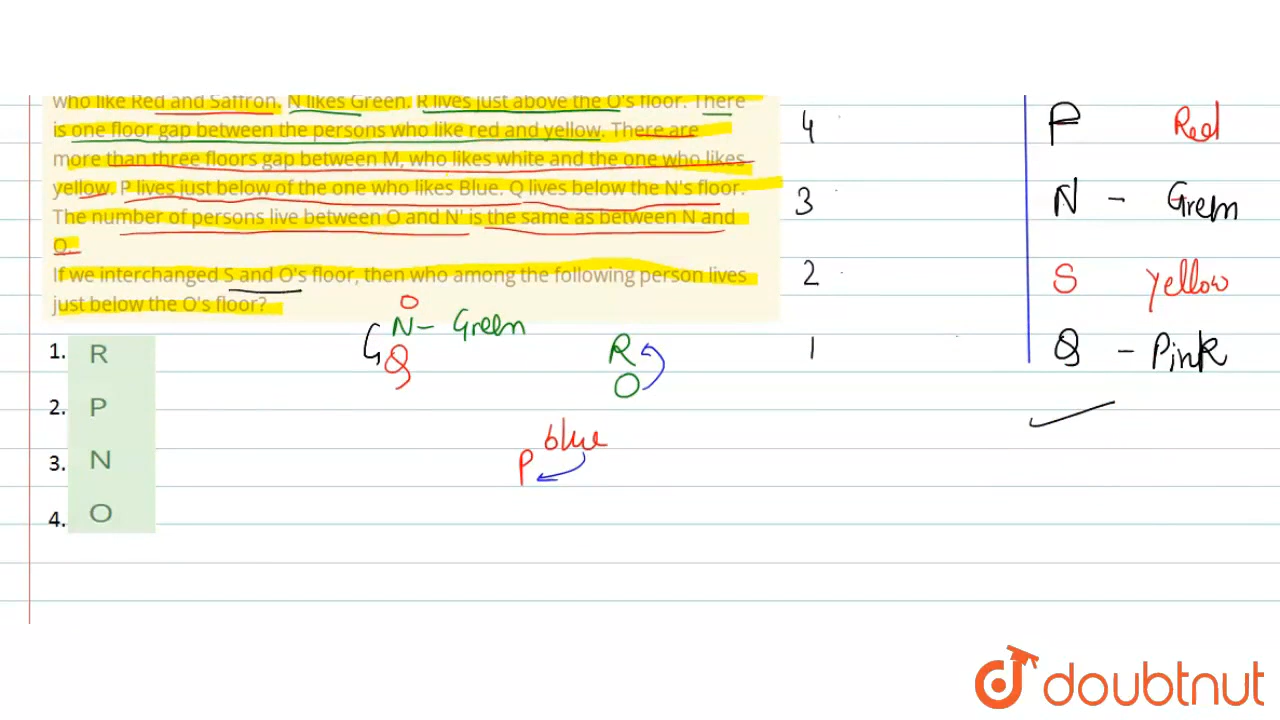 who like Red and Saffron. N likes Green. R lives just above the O's floor. There
is one floor gap between the persons who like red and yellow. There are
more than three floors gap between M, who likes white and the one who likes
yellow. P lives just below of the one who likes Blue. Q lives below the N's floor.
The number of persons live between O and N' is the same as between N and
Q.
If we interchanged S and O's floor, then who among the following person lives
just below the O's floor?
1. R
2. P
3. N
4. O
O
N - Green
Q
R
O
blue
P
4 P Red
3 N - Green
2 S Yellow
1 Q - Pink
doubtnut